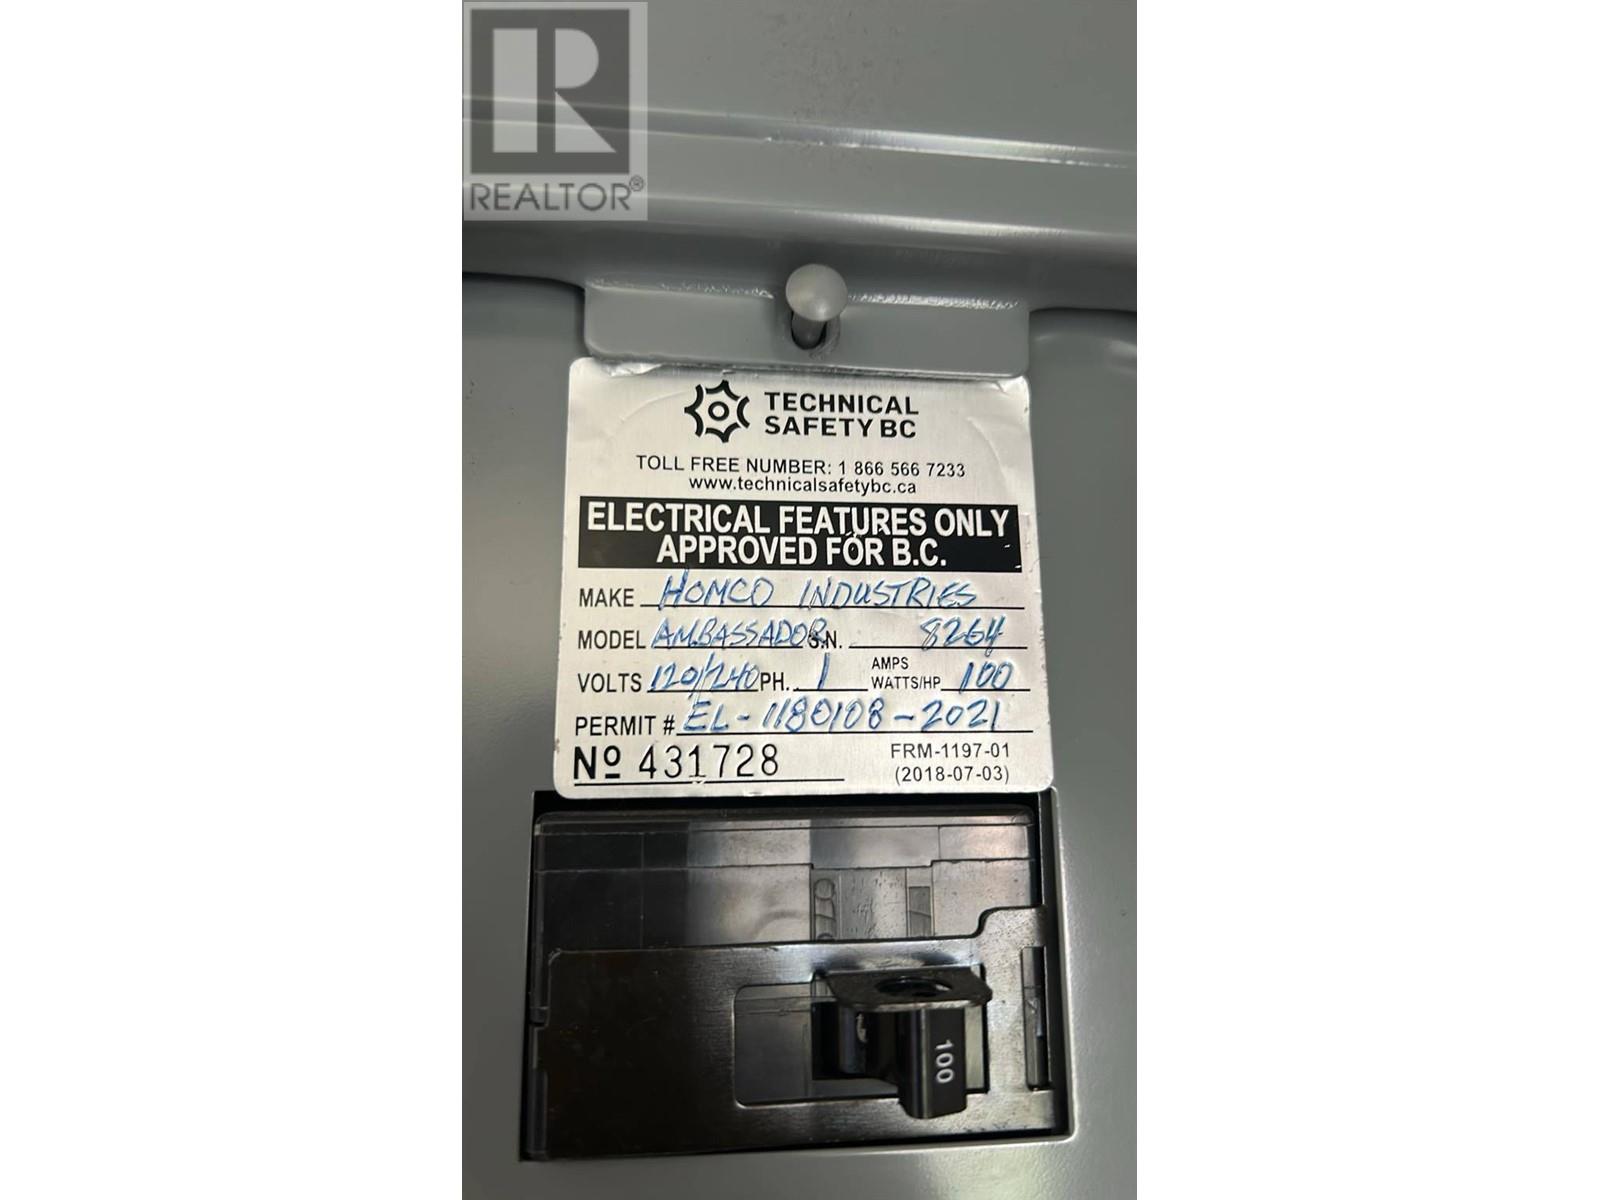 REALTOR®
TECHNICAL
SAFETY BC
TOLL FREE NUMBER: 1 866 566 7233
www.technicalsafetybc.ca
ELECTRICAL FEATURES ONLY
APPROVED FOR B.C.
MAKE HOMCO INDUSTRIES
MODEL AMBASSADOR S.N. 8264
VOLTS 120/240 PH. 1 AMPS WATTS/HP 100
PERMIT # EL-1180108-2021
Nº 431728 FRM-1197-01
(2018-07-03)
100